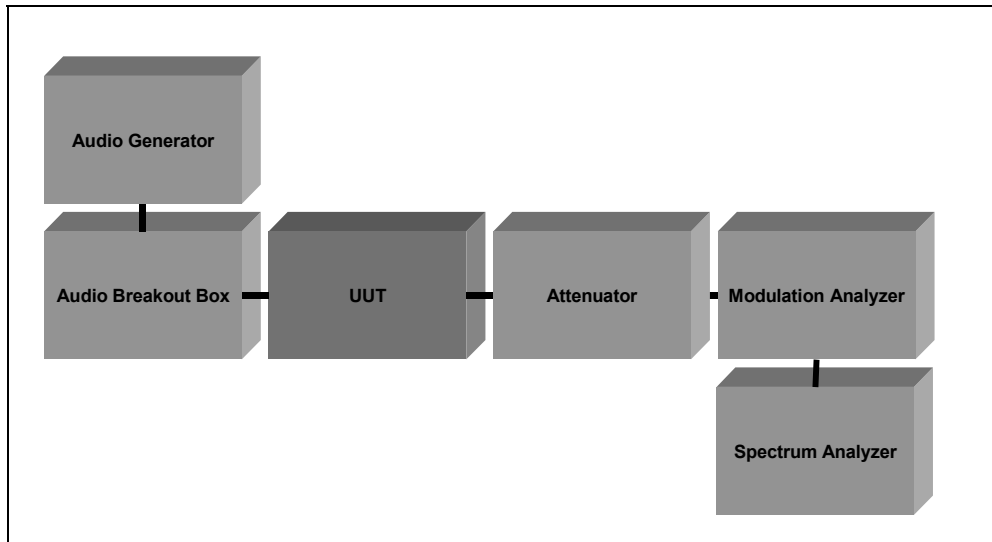 Audio Generator
Audio Breakout Box
UUT
Attenuator
Modulation Analyzer
Spectrum Analyzer